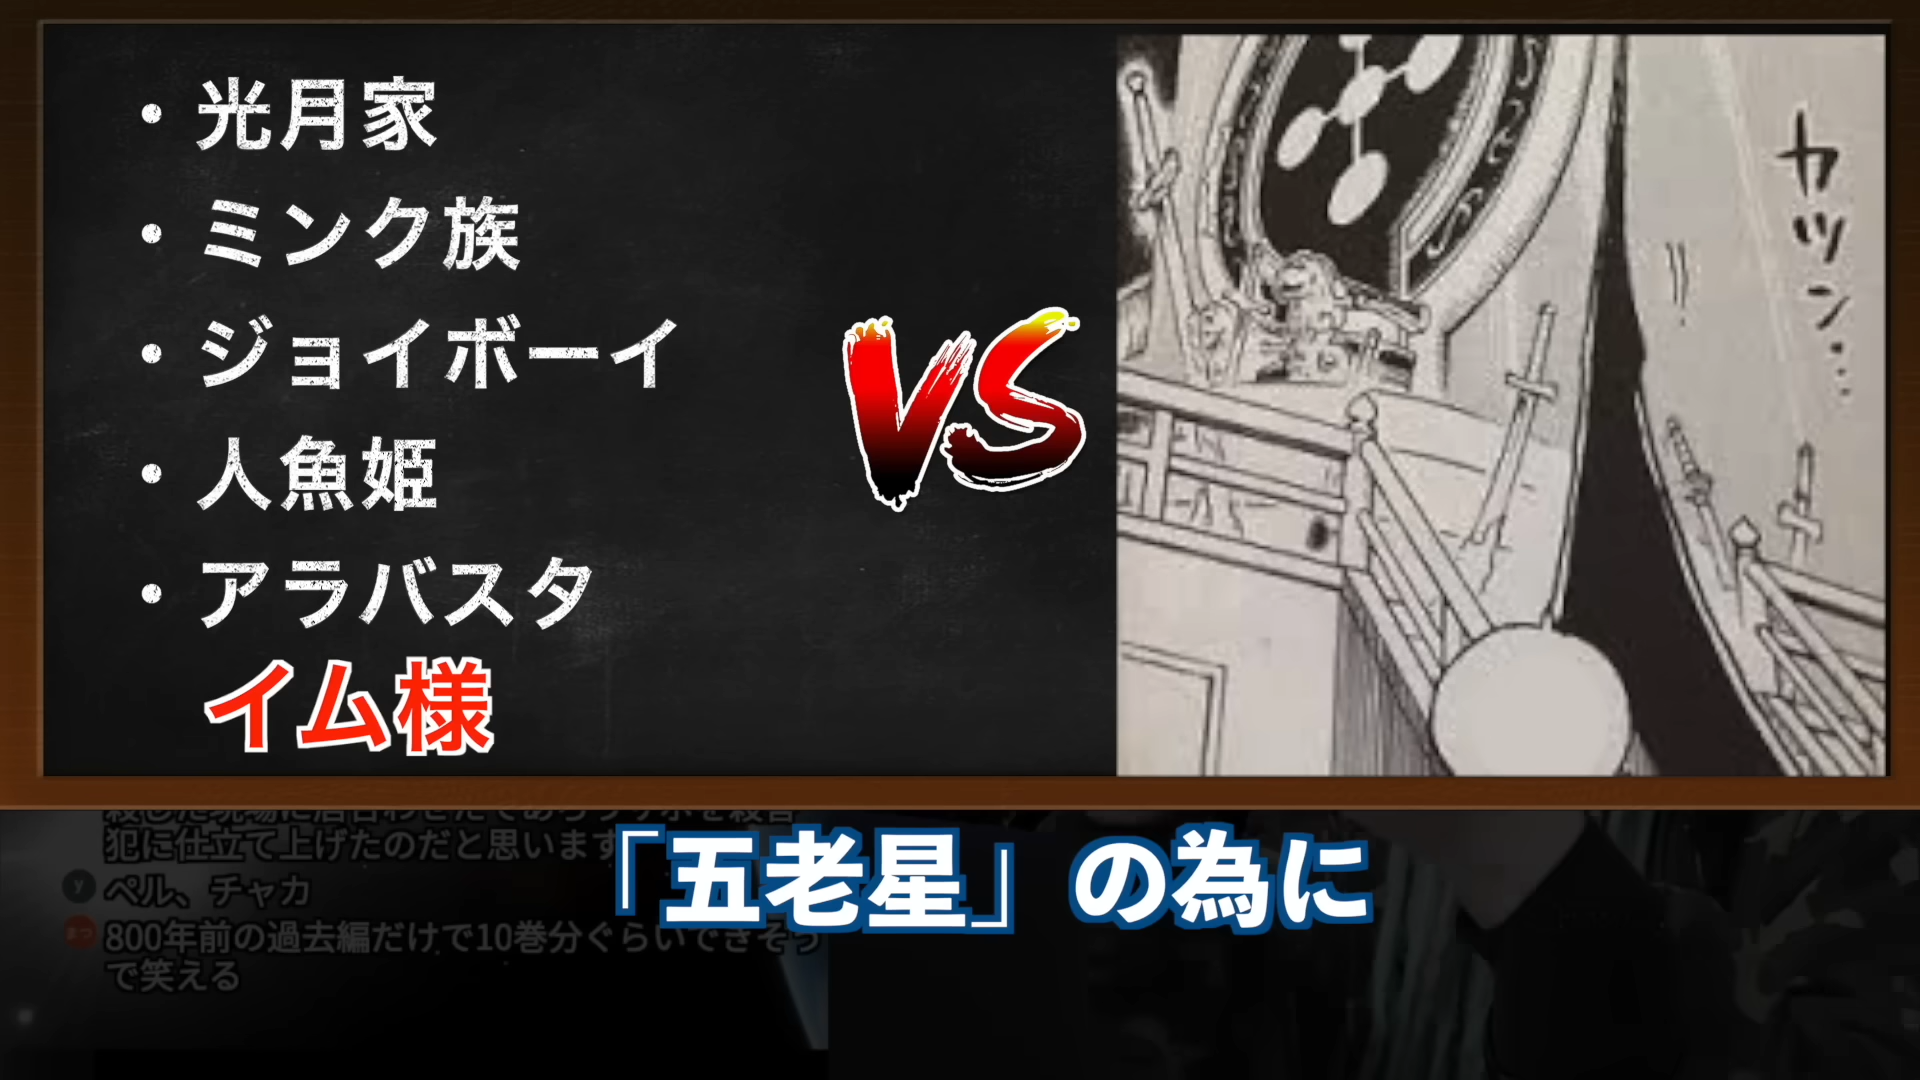 ・光月家
・ミンク族
・ジョイボーイ
・人魚姫
・アラバスタ
イム様
VS
カツン…
「五老星」の為に
犯に仕立て上げたのだと思います
y ペル、チャカ
まつ 800年前の過去編だけで10巻分ぐらいできそう
で笑える